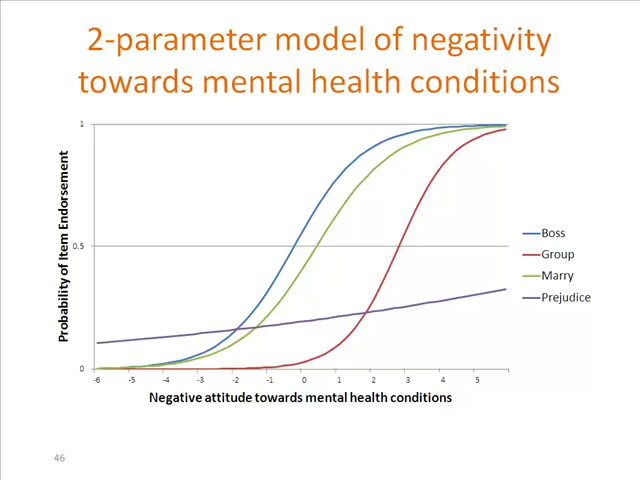 2-parameter model of negativity
towards mental health conditions
Probability of Item Endorsement
1
0.5
0
-6 -5 -4 -3 -2 -1 0 1 2 3 4 5
Negative attitude towards mental health conditions
Boss
Group
Marry
Prejudice
46